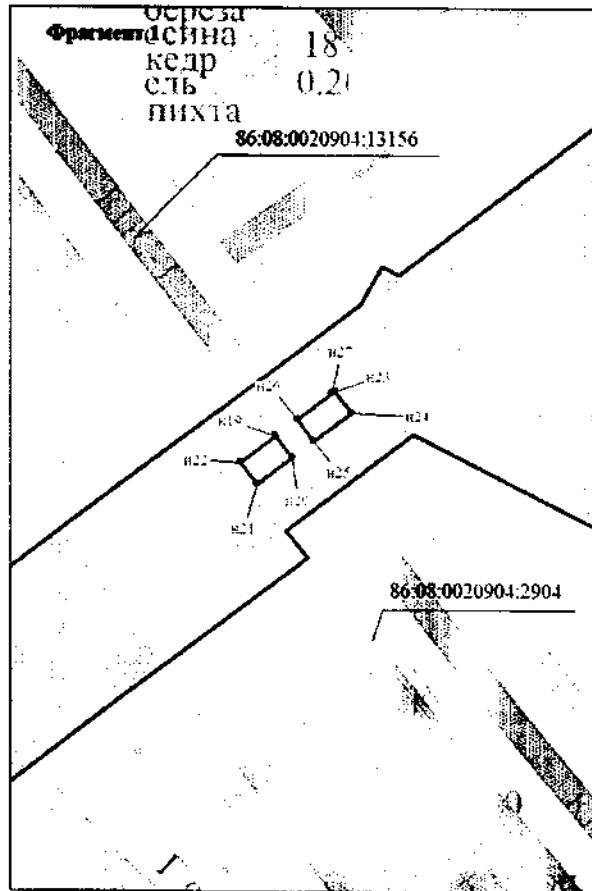 береза
Фрагмент 1
осина 18
кедр
ель 0.2
пихта
86:08:0020904:13156
н27
н26
н23
н24
н19
н25
н22
н20
н21
86:08:0020904:2904